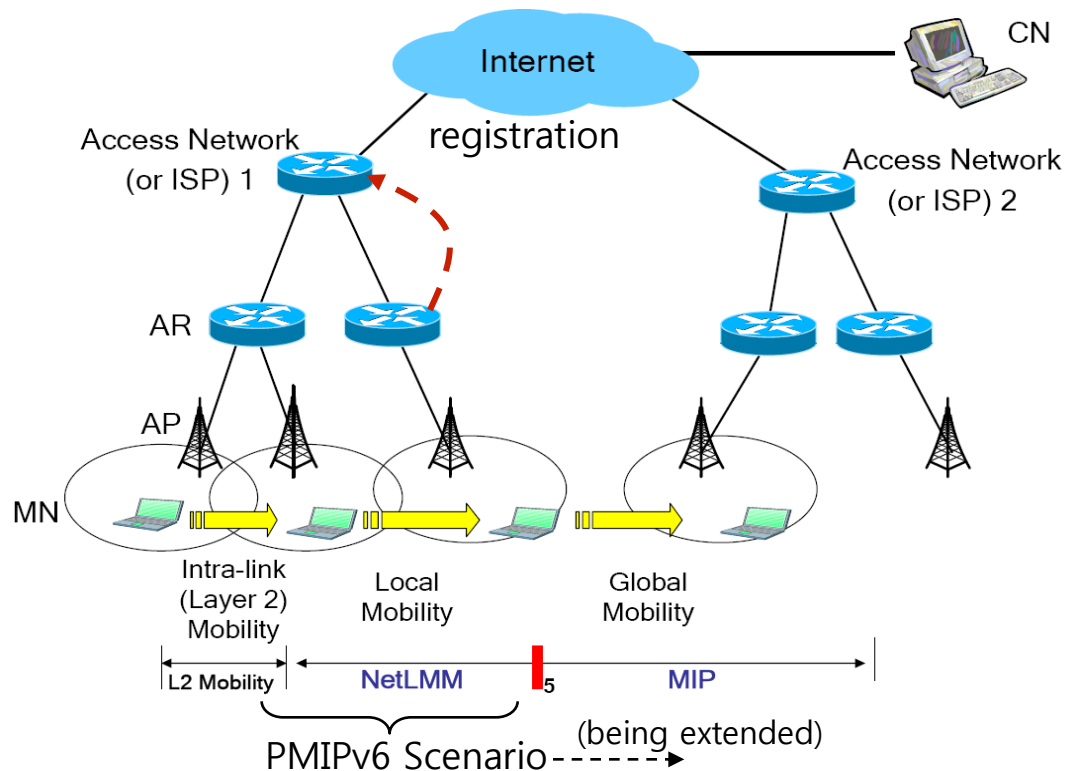 CN
Internet
registration
Access Network
(or ISP) 1
Access Network
(or ISP) 2
AR
AP
MN
Intra-link
(Layer 2)
Mobility
Local
Mobility
Global
Mobility
L2 Mobility
NetLMM
5
MIP
PMIPv6 Scenario
(being extended)